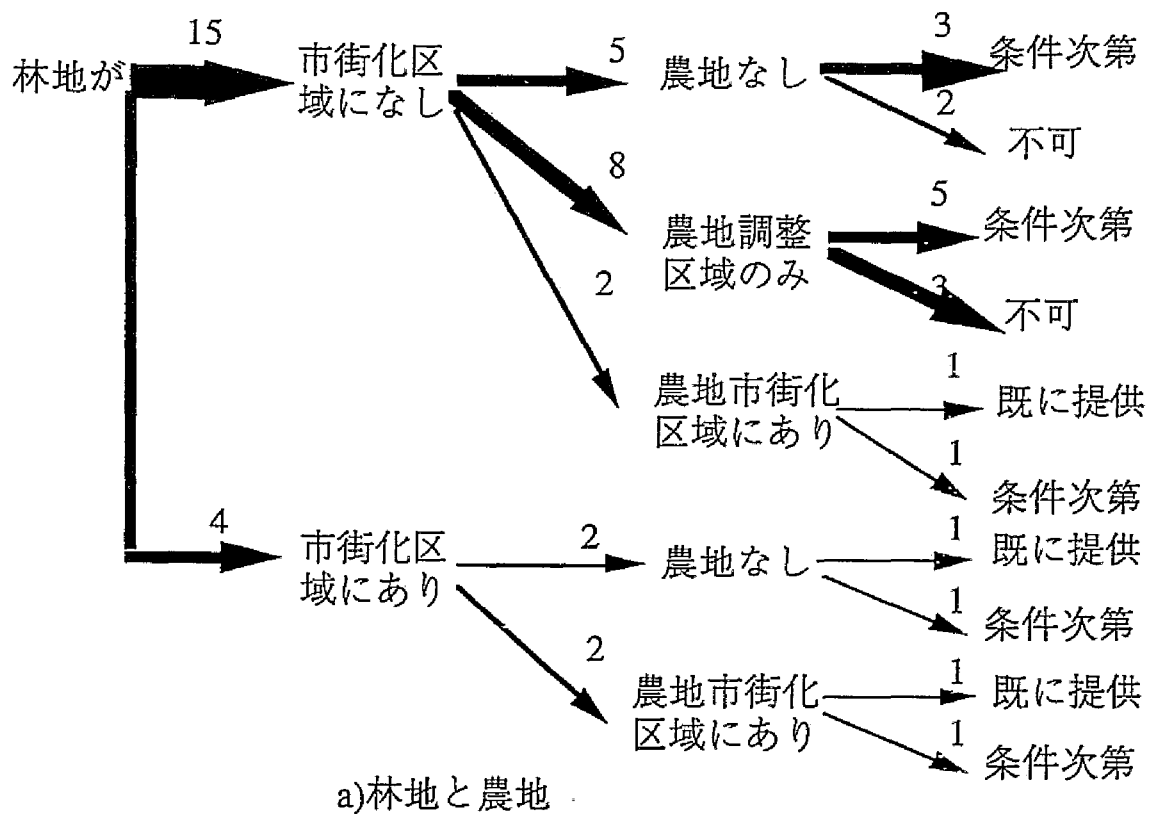 15
林地が
市街化区
域になし
5
農地なし
3
条件次第
2
不可
8
農地調整
区域のみ
5
条件次第
3
不可
2
農地市街化
区域にあり
1
既に提供
1
条件次第
4
市街化区
域にあり
2
農地なし
1
既に提供
1
条件次第
2
農地市街化
区域にあり
1
既に提供
1
条件次第
a)林地と農地